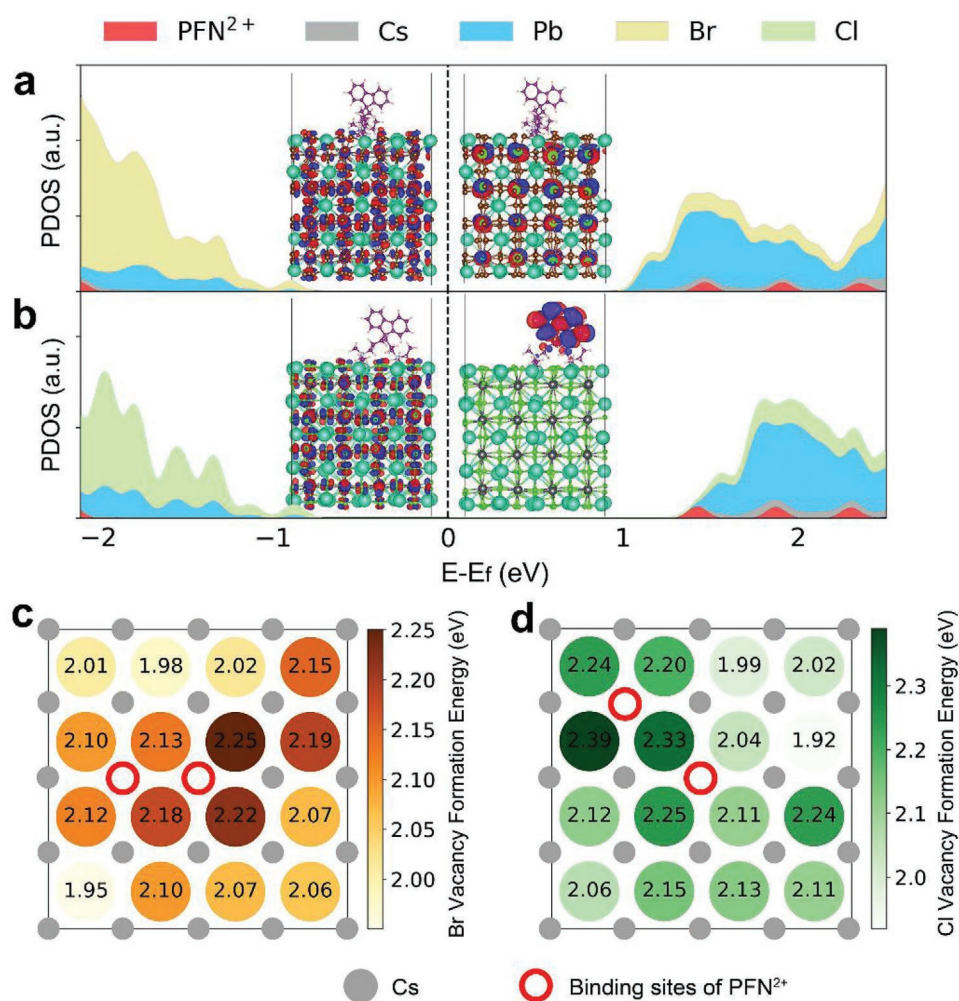 PFN²⁺ Cs Pb Br Cl
a
PDOS (a.u.)
b
PDOS (a.u.)
−2 −1 0 1 2
E-Ef (eV)
c
2.01 1.98 2.02 2.15
2.10 2.13 2.25 2.19
2.12 2.18 2.22 2.07
1.95 2.10 2.07 2.06
2.25
2.20
2.15
2.10
2.05
2.00
Br Vacancy Formation Energy (eV)
d
2.24 2.20 1.99 2.02
2.39 2.33 2.04 1.92
2.12 2.25 2.11 2.24
2.06 2.15 2.13 2.11
2.3
2.2
2.1
2.0
Cl Vacancy Formation Energy (eV)
Cs Binding sites of PFN²⁺